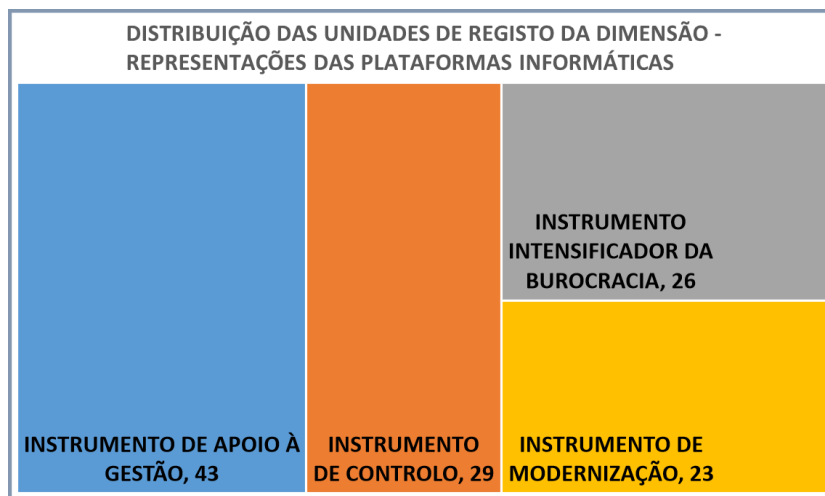 DISTRIBUIÇÃO DAS UNIDADES DE REGISTO DA DIMENSÃO -
REPRESENTAÇÕES DAS PLATAFORMAS INFORMÁTICAS
INSTRUMENTO DE APOIO À
GESTÃO, 43
INSTRUMENTO
DE CONTROLO, 29
INSTRUMENTO
INTENSIFICADOR DA
BUROCRACIA, 26
INSTRUMENTO DE
MODERNIZAÇÃO, 23